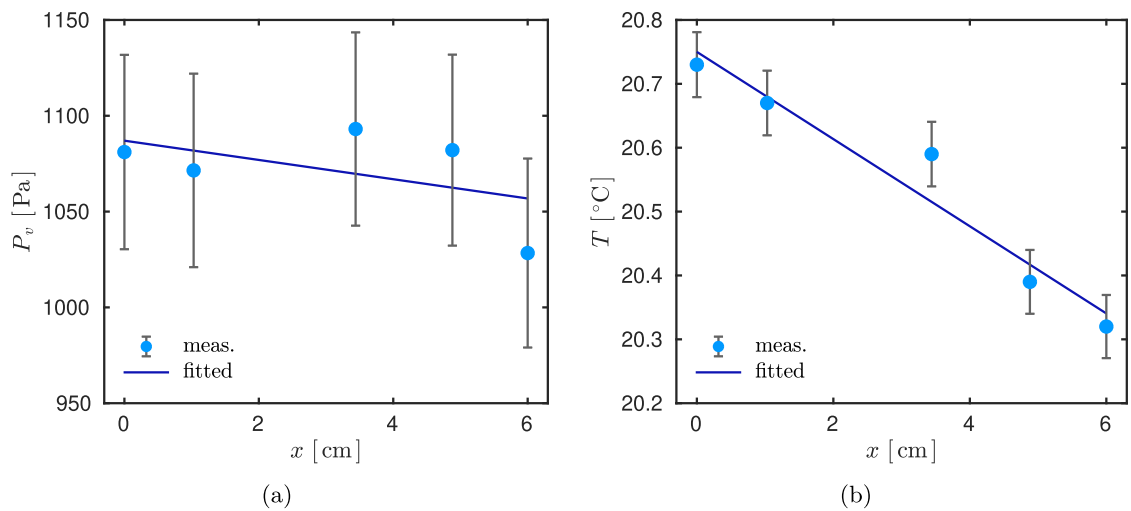 1150
1100
1050
1000
950
P_v [Pa]
meas.
fitted
0 2 4 6
x [cm]
(a)
20.8
20.7
20.6
20.5
20.4
20.3
20.2
T [°C]
meas.
fitted
0 2 4 6
x [cm]
(b)